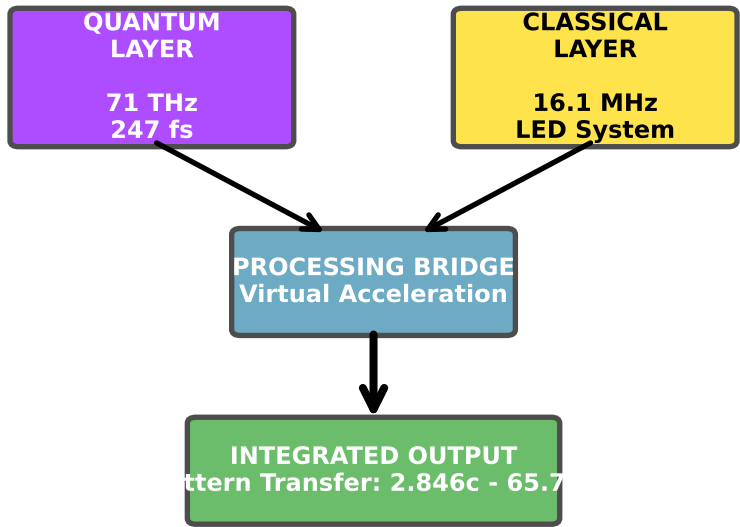 QUANTUM
LAYER
71 THz
247 fs
CLASSICAL
LAYER
16.1 MHz
LED System
PROCESSING BRIDGE
Virtual Acceleration
INTEGRATED OUTPUT
ttern Transfer: 2.846c - 65.7